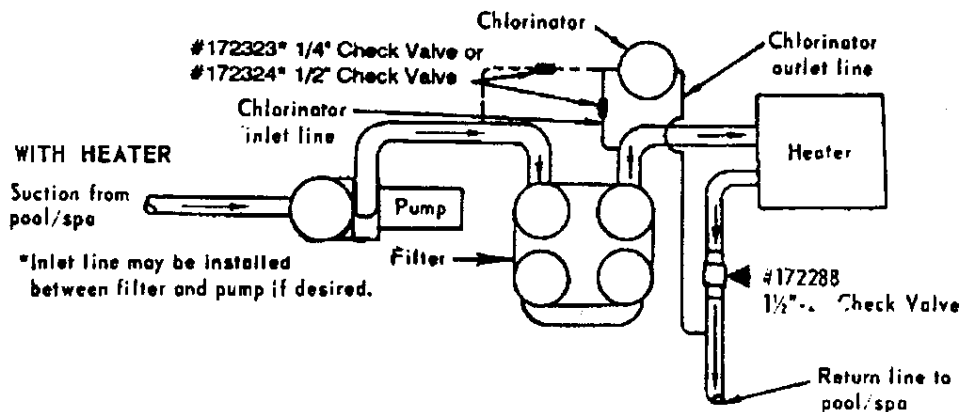 Chlorinator
#172323* 1/4" Check Valve or
#172324* 1/2" Check Valve
Chlorinator
outlet line
Chlorinator
inlet line
WITH HEATER
Heater
Suction from
pool/spa
Pump
Filter
*Inlet line may be installed
between filter and pump if desired.
#172288
1½"- Check Valve
Return line to
pool/spa